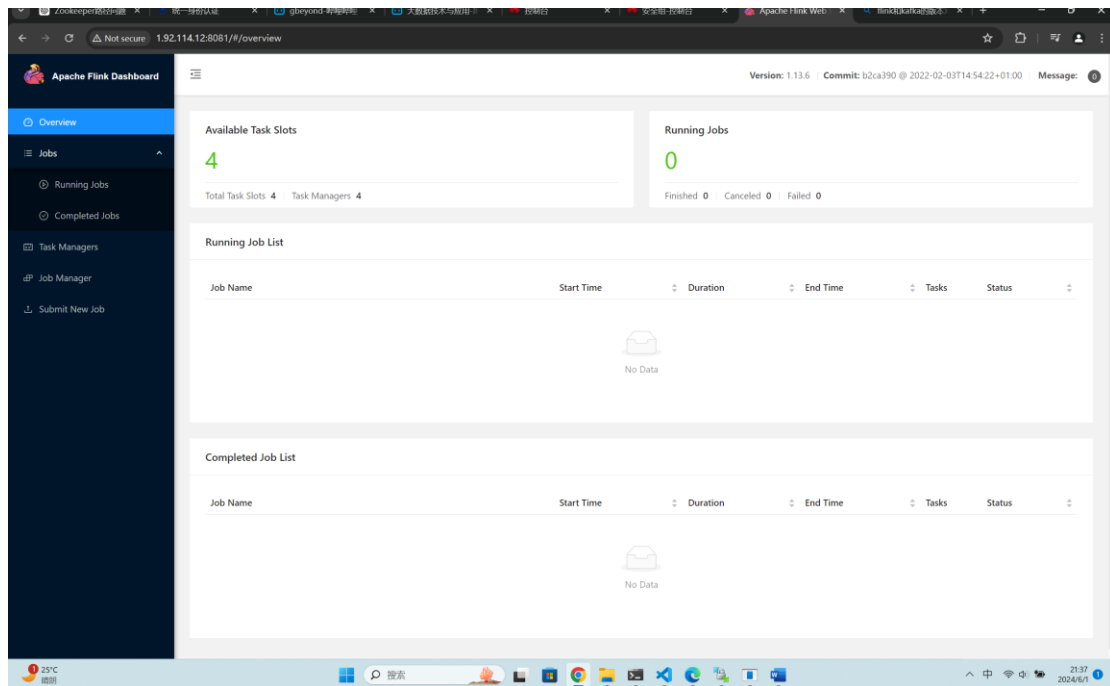 Zookeeper路径问题
统一身份认证
gbeyond-哔哩哔哩
大数据技术与应用
控制台
安全组-控制台
Apache Flink Web
flink和kafka的版本
Not secure 1.92.114.12:8081/#/overview
Apache Flink Dashboard
Version: 1.13.6 Commit: b2ca390 @ 2022-02-03T14:54:22+01:00 Message: 0
Overview
Jobs
Running Jobs
Completed Jobs
Task Managers
Job Manager
Submit New Job
Available Task Slots
4
Total Task Slots 4 Task Managers 4
Running Jobs
0
Finished 0 Canceled 0 Failed 0
Running Job List
Job Name Start Time Duration End Time Tasks Status
No Data
Completed Job List
Job Name Start Time Duration End Time Tasks Status
No Data
1
25°C
晴朗
搜索
中
21:37
2024/6/1
1